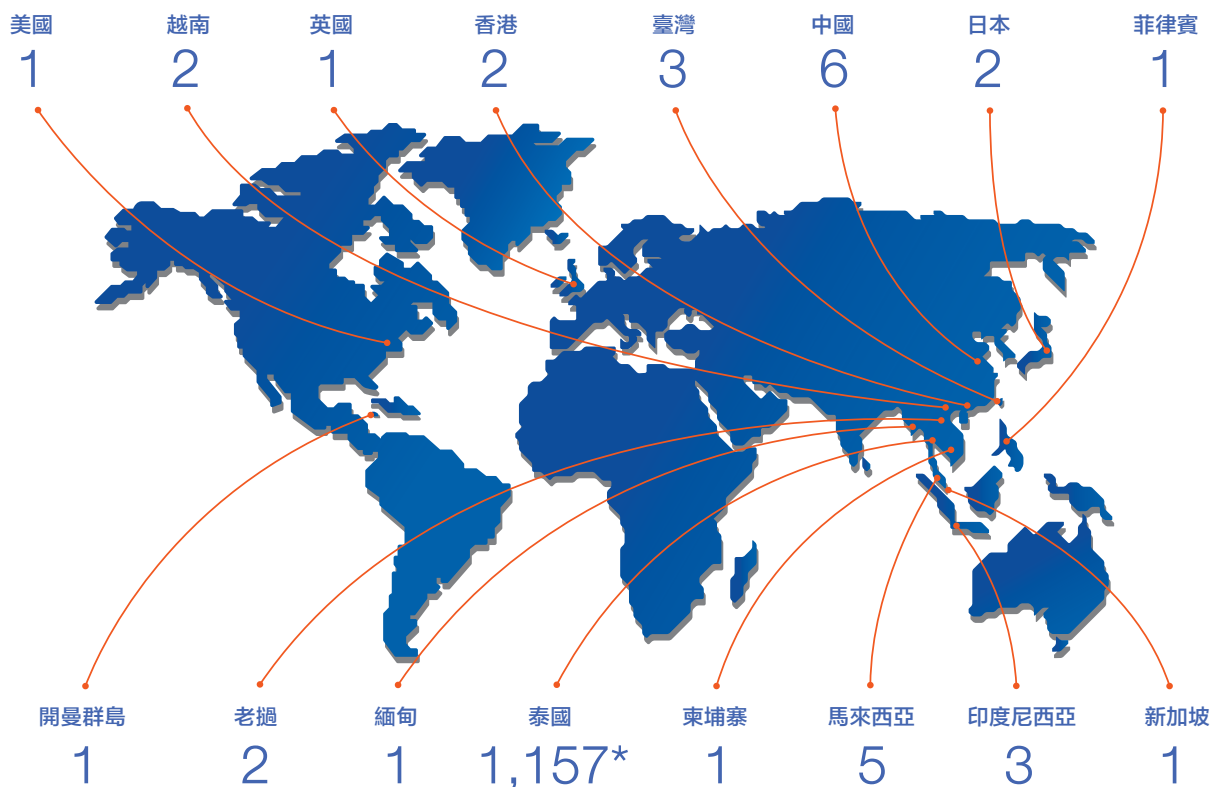 美國 越南 英國 香港 臺灣 中國 日本 菲律賓
1 2 1 2 3 6 2 1
開曼群島 老撾 緬甸 泰國 柬埔寨 馬來西亞 印度尼西亞 新加坡
1 2 1 1,157* 1 5 3 1